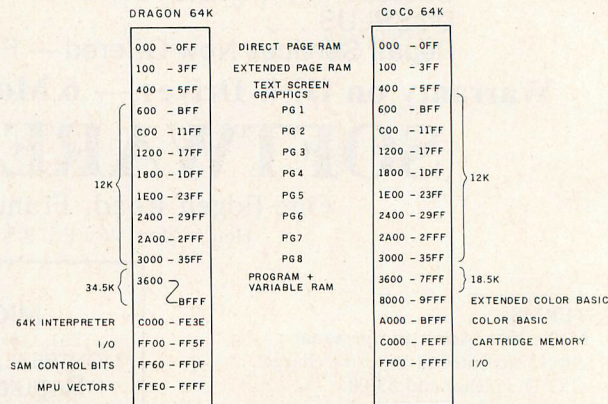 DRAGON 64K CoCo 64K
000 - 0FF DIRECT PAGE RAM 000 - 0FF
100 - 3FF EXTENDED PAGE RAM 100 - 3FF
400 - 5FF TEXT SCREEN GRAPHICS 400 - 5FF
600 - BFF PG 1 600 - BFF
C00 - 11FF PG 2 C00 - 11FF
1200 - 17FF PG 3 1200 - 17FF
12K 1800 - 1DFF PG 4 1800 - 1DFF 12K
1E00 - 23FF PG 5 1E00 - 23FF
2400 - 29FF PG6 2400 - 29FF
2A00 - 2FFF PG7 2A00 - 2FFF
3000 - 35FF PG 8 3000 - 35FF
34.5K 3600 BFFF PROGRAM + VARIABLE RAM 3600 - 7FFF 18.5K
8000 - 9FFF EXTENDED COLOR BASIC
64K INTERPRETER C000 - FE3E A000 - BFFF COLOR BASIC
I/O FF00 - FF5F C000 - FEFF CARTRIDGE MEMORY
SAM CONTROL BITS FF60 - FFDF FF00 - FFFF I/O
MPU VECTORS FFE0 - FFFF